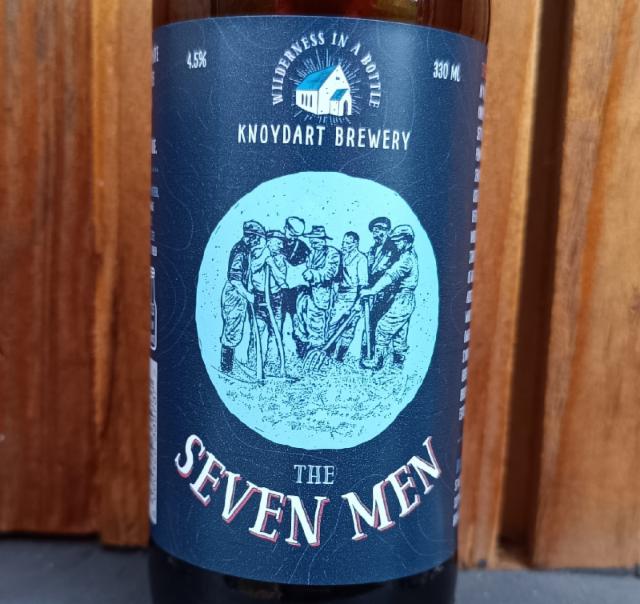 4.5%
WILDERNESS IN A BOTTLE
330 ML
KNOYDART BREWERY
THE
SEVEN MEN